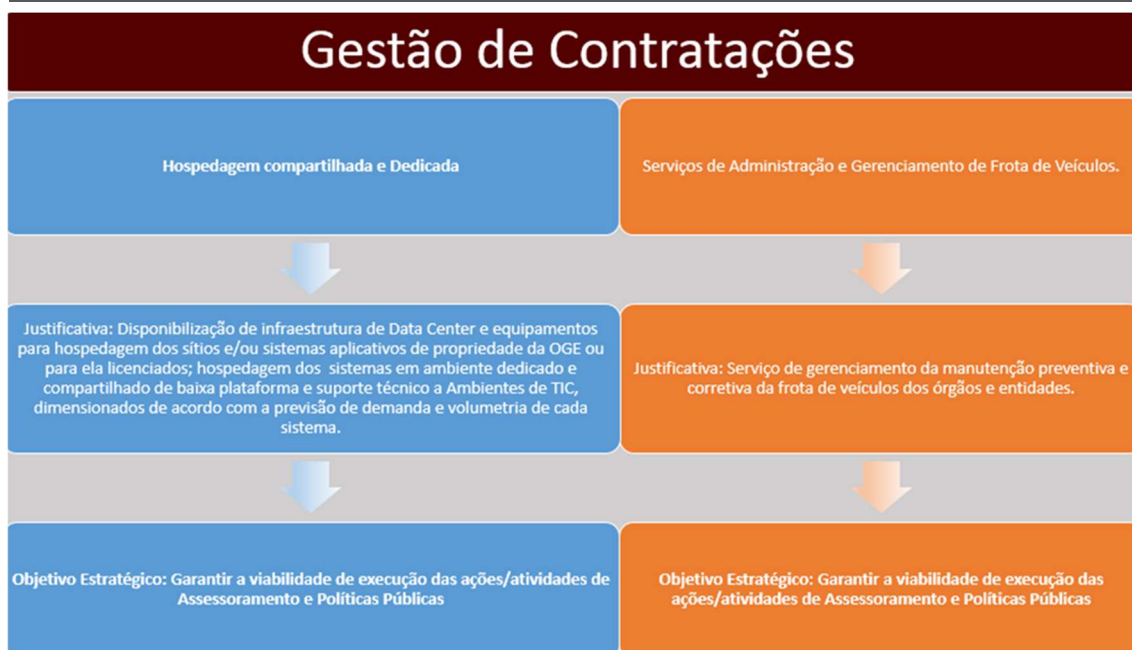 Gestão de Contratações
Hospedagem compartilhada e Dedicada
Justificativa: Disponibilização de infraestrutura de Data Center e equipamentos
para hospedagem dos sítios e/ou sistemas aplicativos de propriedade da OGE ou
para ela licenciados; hospedagem dos sistemas em ambiente dedicado e
compartilhado de baixa plataforma e suporte técnico a Ambientes de TIC,
dimensionados de acordo com a previsão de demanda e volumetria de cada
sistema.
Objetivo Estratégico: Garantir a viabilidade de execução das ações/atividades de
Assessoramento e Políticas Públicas
Serviços de Administração e Gerenciamento de Frota de Veículos.
Justificativa: Serviço de gerenciamento da manutenção preventiva e
corretiva da frota de veículos dos órgãos e entidades.
Objetivo Estratégico: Garantir a viabilidade de execução das
ações/atividades de Assessoramento e Políticas Públicas